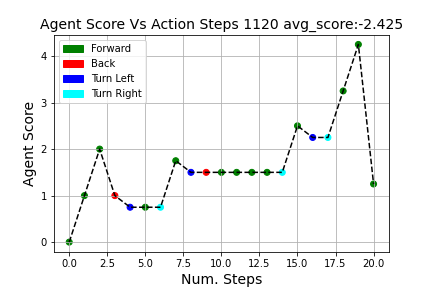 Agent Score Vs Action Steps 1120 avg_score:-2.425
Forward
Back
Turn Left
Turn Right
Agent Score
4
3
2
1
0
0.0 2.5 5.0 7.5 10.0 12.5 15.0 17.5 20.0
Num. Steps